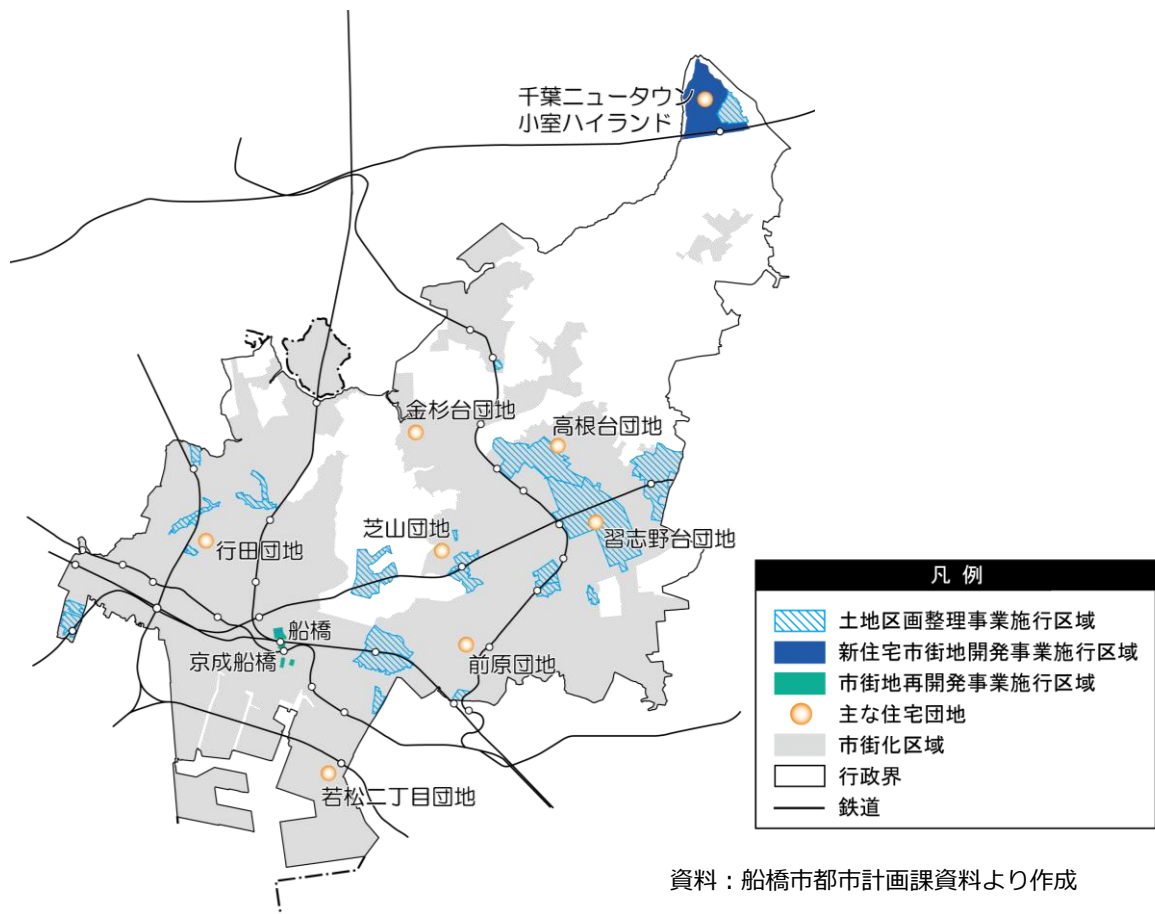 千葉ニュータウン
小室ハイランド
金杉台団地
高根台団地
芝山団地
習志野台団地
行田団地
船橋
京成船橋
前原団地
若松二丁目団地
凡例
土地区画整理事業施行区域
新住宅市街地開発事業施行区域
市街地再開発事業施行区域
主な住宅団地
市街化区域
行政界
鉄道
資料：船橋市都市計画課資料より作成